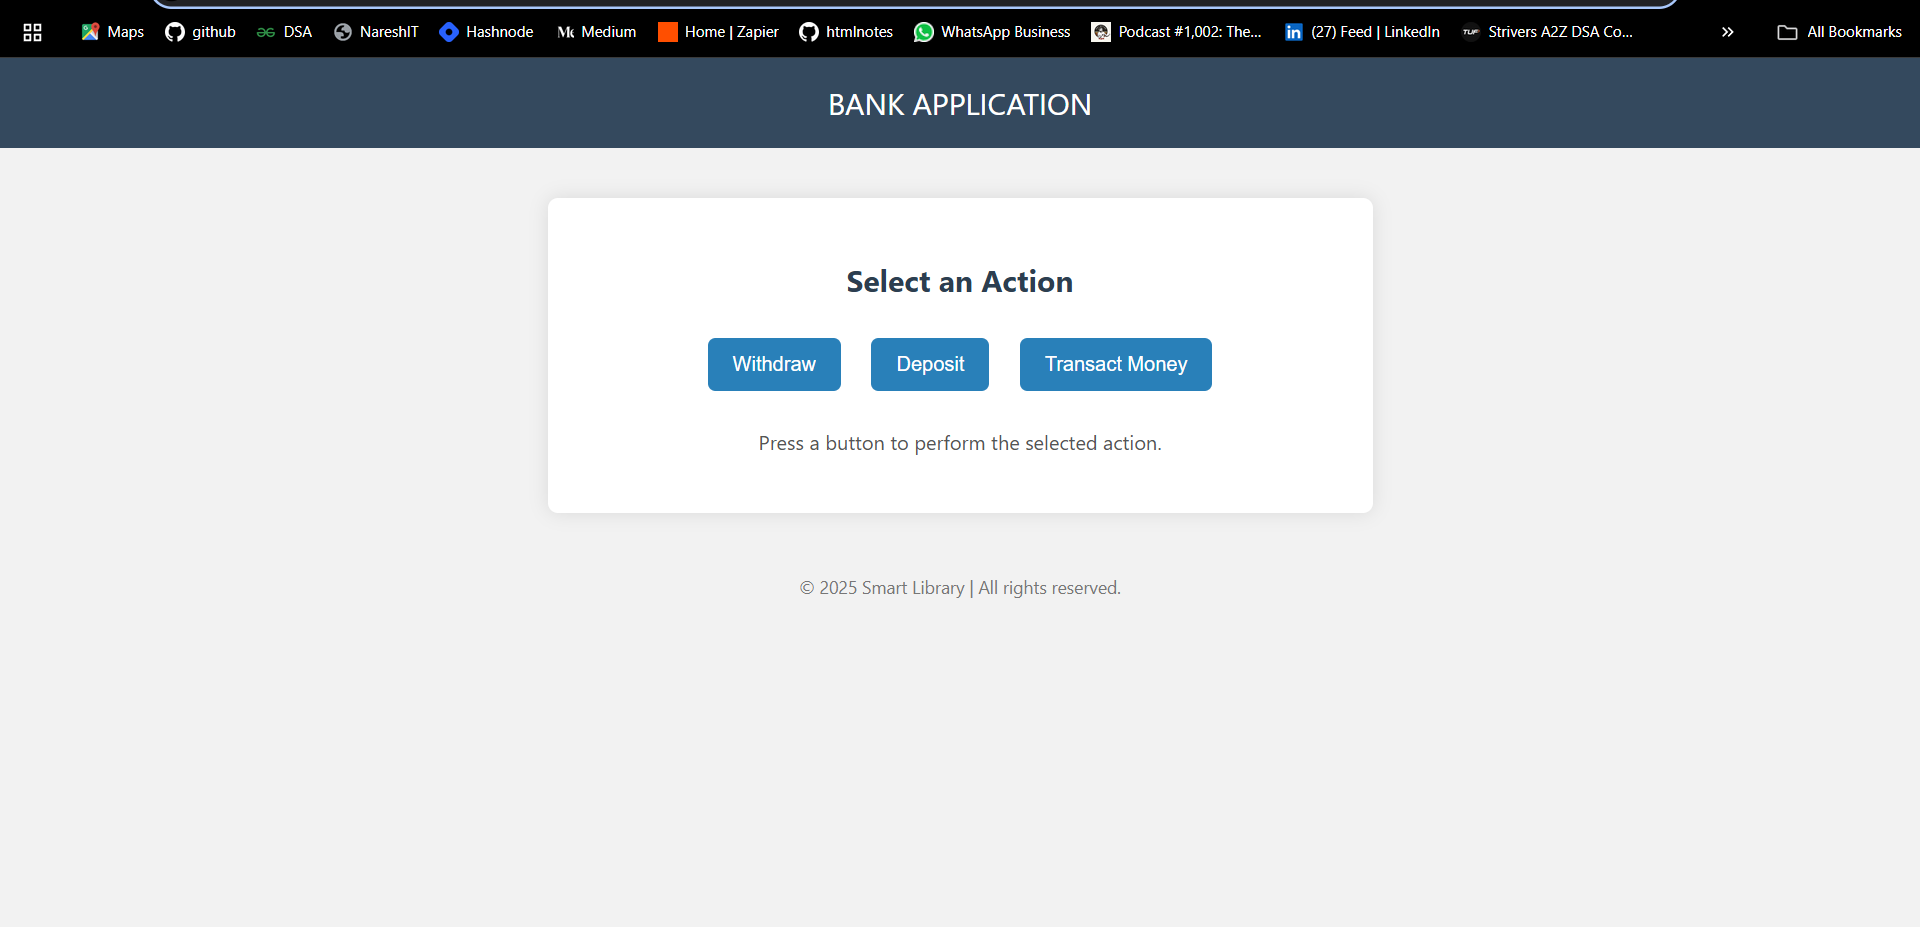 Maps github DSA NareshIT Hashnode Medium Home | Zapier htmlnotes WhatsApp Business Podcast #1,002: The... (27) Feed | LinkedIn Strivers A2Z DSA Co... » All Bookmarks
BANK APPLICATION
Select an Action
Withdraw Deposit Transact Money
Press a button to perform the selected action.
© 2025 Smart Library | All rights reserved.